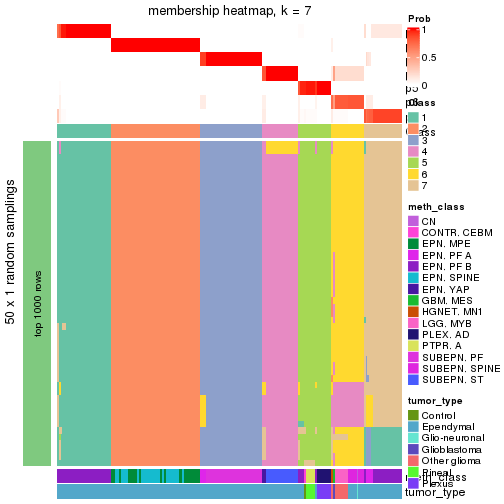 membership heatmap, k = 7
Prob
1
0.5
0
Class
1
2
3
4
5
6
7
meth_class
CN
CONTR. CEBM
EPN. MPE
EPN. PF A
EPN. PF B
EPN. SPINE
EPN. YAP
GBM. MES
HGNET. MN1
LGG. MYB
PLEX. AD
PTPR. A
SUBEPN. PF
SUBEPN. SPINE
SUBEPN. ST
tumor_type
Control
Ependymal
Glio-neuronal
Glioblastoma
Other glioma
Pineal
Plexus
50 x 1 random samplings
top 1000 rows
tumor_type